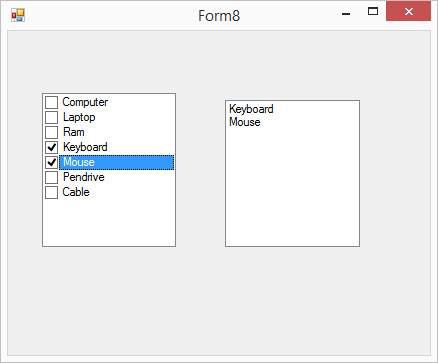 Form8
Computer
Laptop
Ram
Keyboard
Mouse
Pendrive
Cable
Keyboard
Mouse